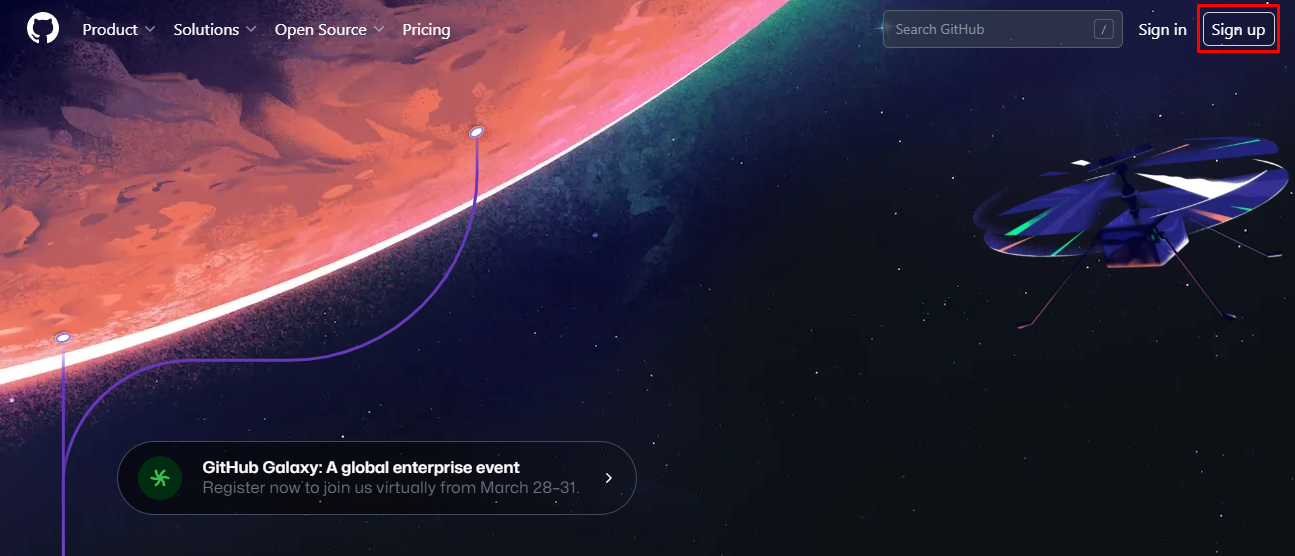 Product Solutions Open Source Pricing Search GitHub / Sign in Sign up
GitHub Galaxy: A global enterprise event
Register now to join us virtually from March 28–31.